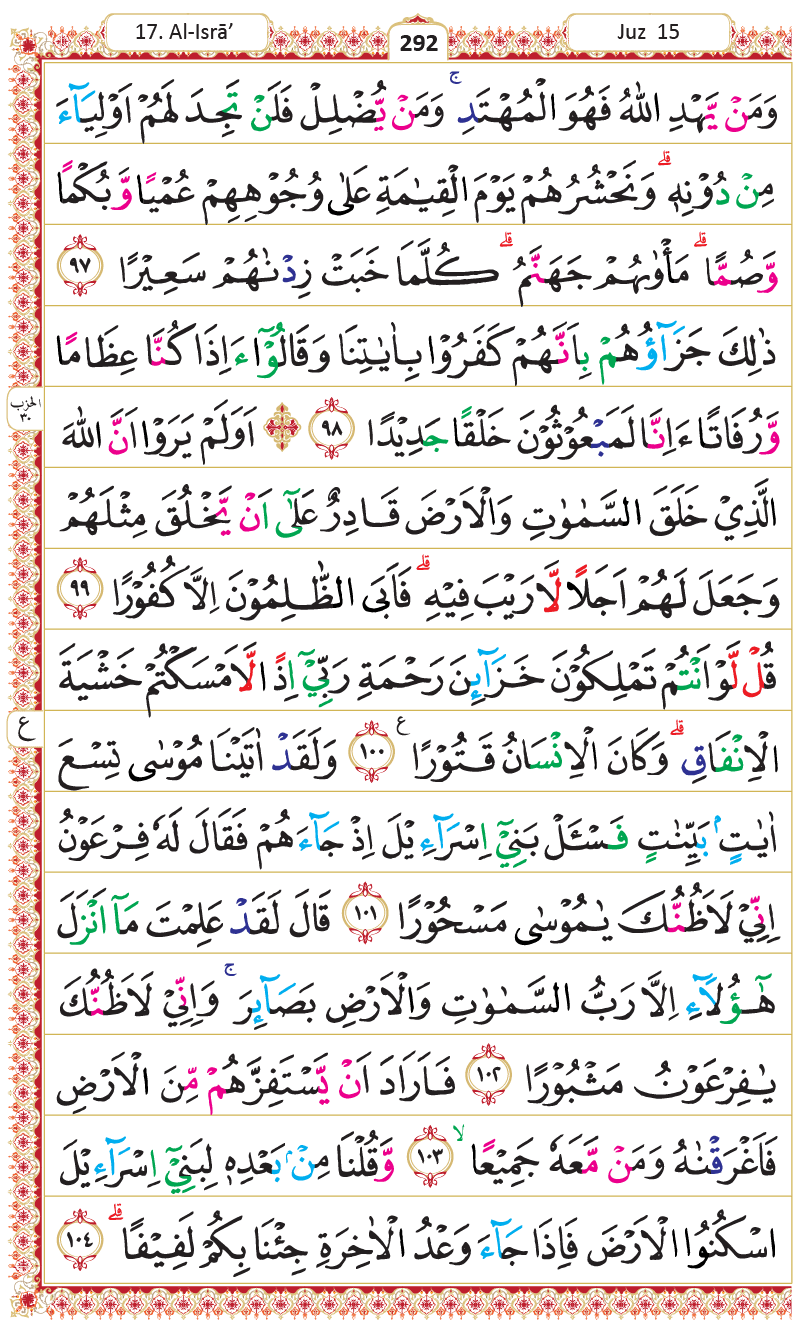 17. Al-Isrā’
292
Juz 15
وَمَنْ يَّهْدِ اللّٰهُ فَهُوَ الْمُهْتَدِ ۚ وَمَنْ يُّضْلِلْ فَلَنْ تَجِدَ لَهُمْ اَوْلِيَآءَ
مِنْ دُوْنِهٖ ۗ وَنَحْشُرُهُمْ يَوْمَ الْقِيٰمَةِ عَلٰى وُجُوْهِهِمْ عُمْيًا وَّبُكْمًا
وَّصُمًّا ۗ مَأْوٰىهُمْ جَهَنَّمُ ۗ كُلَّمَا خَبَتْ زِدْنٰهُمْ سَعِيْرًا ٩٧
ذٰلِكَ جَزَآؤُهُمْ بِاَنَّهُمْ كَفَرُوْا بِاٰيٰتِنَا وَقَالُوْٓا ءَاِذَا كُنَّا عِظَامًا
الحزب ٣٠
وَّرُفَاتًا ءَاِنَّا لَمَبْعُوْثُوْنَ خَلْقًا جَدِيْدًا ٩٨ اَوَلَمْ يَرَوْا اَنَّ اللّٰهَ
الَّذِيْ خَلَقَ السَّمٰوٰتِ وَالْاَرْضَ قَادِرٌ عَلٰٓى اَنْ يَّخْلُقَ مِثْلَهُمْ
وَجَعَلَ لَهُمْ اَجَلًا لَّا رَيْبَ فِيْهِ ۗ فَاَبَى الظّٰلِمُوْنَ اِلَّا كُفُوْرًا ٩٩
قُلْ لَّوْ اَنْتُمْ تَمْلِكُوْنَ خَزَآئِنَ رَحْمَةِ رَبِّيْٓ اِذًا لَّاَمْسَكْتُمْ خَشْيَةَ
ع
الْاِنْفَاقِ ۗ وَكَانَ الْاِنْسَانُ قَتُوْرًا ١٠٠ ع وَلَقَدْ اٰتَيْنَا مُوْسٰى تِسْعَ
اٰيٰتٍۢ بَيِّنٰتٍ فَسْـَٔلْ بَنِيْٓ اِسْرَآءِيْلَ اِذْ جَآءَهُمْ فَقَالَ لَهٗ فِرْعَوْنُ
اِنِّيْ لَاَظُنُّكَ يٰمُوْسٰى مَسْحُوْرًا ١٠١ قَالَ لَقَدْ عَلِمْتَ مَآ اَنْزَلَ
هٰٓؤُلَآءِ اِلَّا رَبُّ السَّمٰوٰتِ وَالْاَرْضِ بَصَآئِرَ ۚ وَاِنِّيْ لَاَظُنُّكَ
يٰفِرْعَوْنُ مَثْبُوْرًا ١٠٢ فَاَرَادَ اَنْ يَّسْتَفِزَّهُمْ مِّنَ الْاَرْضِ
فَاَغْرَقْنٰهُ وَمَنْ مَّعَهٗ جَمِيْعًا ۙ ١٠٣ وَّقُلْنَا مِنْۢ بَعْدِهٖ لِبَنِيْٓ اِسْرَآءِيْلَ
اسْكُنُوا الْاَرْضَ فَاِذَا جَآءَ وَعْدُ الْاٰخِرَةِ جِئْنَا بِكُمْ لَفِيْفًا ۗ ١٠٤